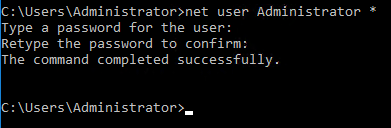 C:\Users\Administrator>net user Administrator *
Type a password for the user:
Retype the password to confirm:
The command completed successfully.
C:\Users\Administrator>